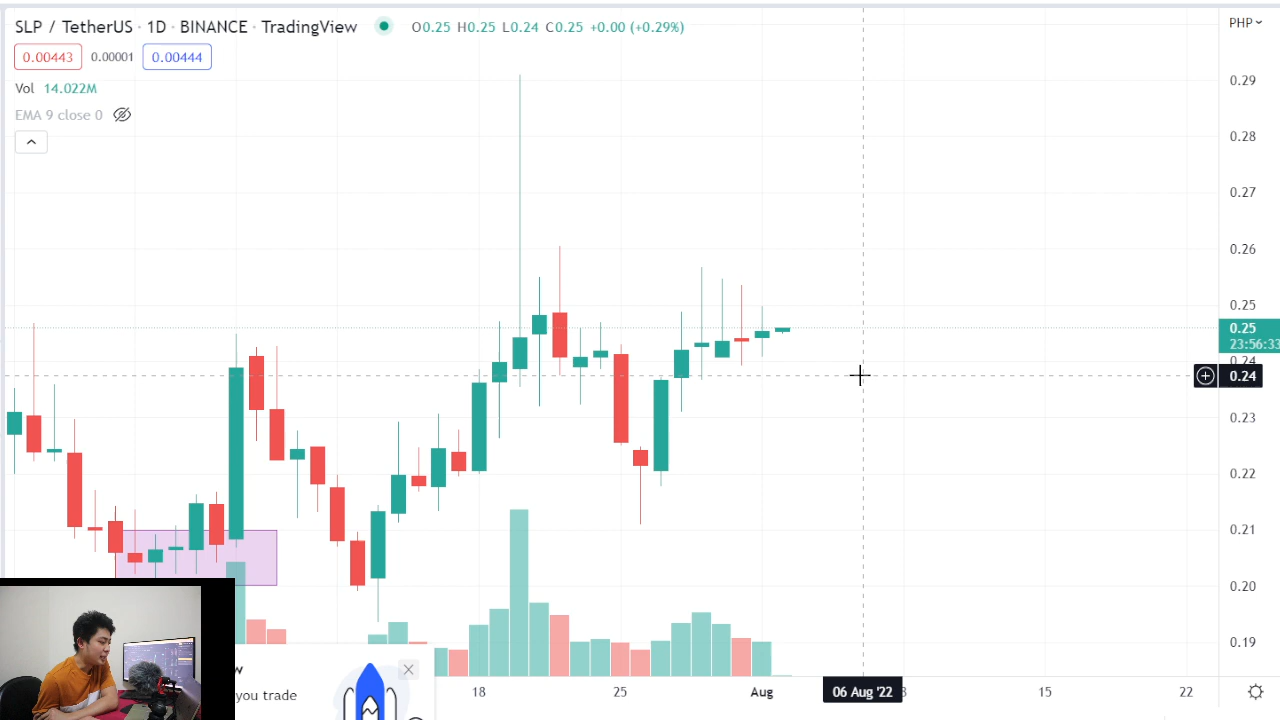 SLP / TetherUS · 1D · BINANCE · TradingView O0.25 H0.25 L0.24 C0.25 +0.00 (+0.29%)
PHP
0.00443 0.00001 0.00444
Vol 14.022M
EMA 9 close 0
0.29
0.28
0.27
0.26
0.25
0.25
23:56:33
0.24
0.24
0.23
0.22
0.21
0.20
0.19
you trade
18 25 Aug 06 Aug '22 15 22